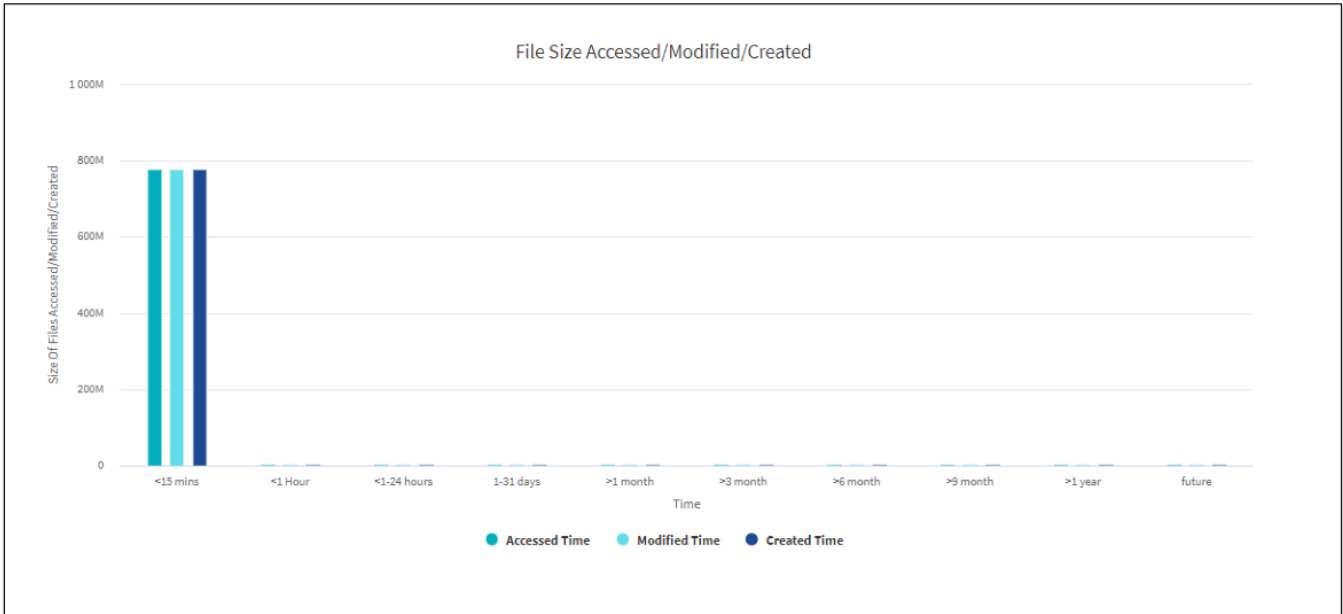 File Size Accessed/Modified/Created
1 000M
800M
600M
400M
200M
0
Size Of Files Accessed/Modified/Created
<15 mins
<1 Hour
<1-24 hours
1-31 days
>1 month
>3 month
>6 month
>9 month
>1 year
future
Time
Accessed Time
Modified Time
Created Time